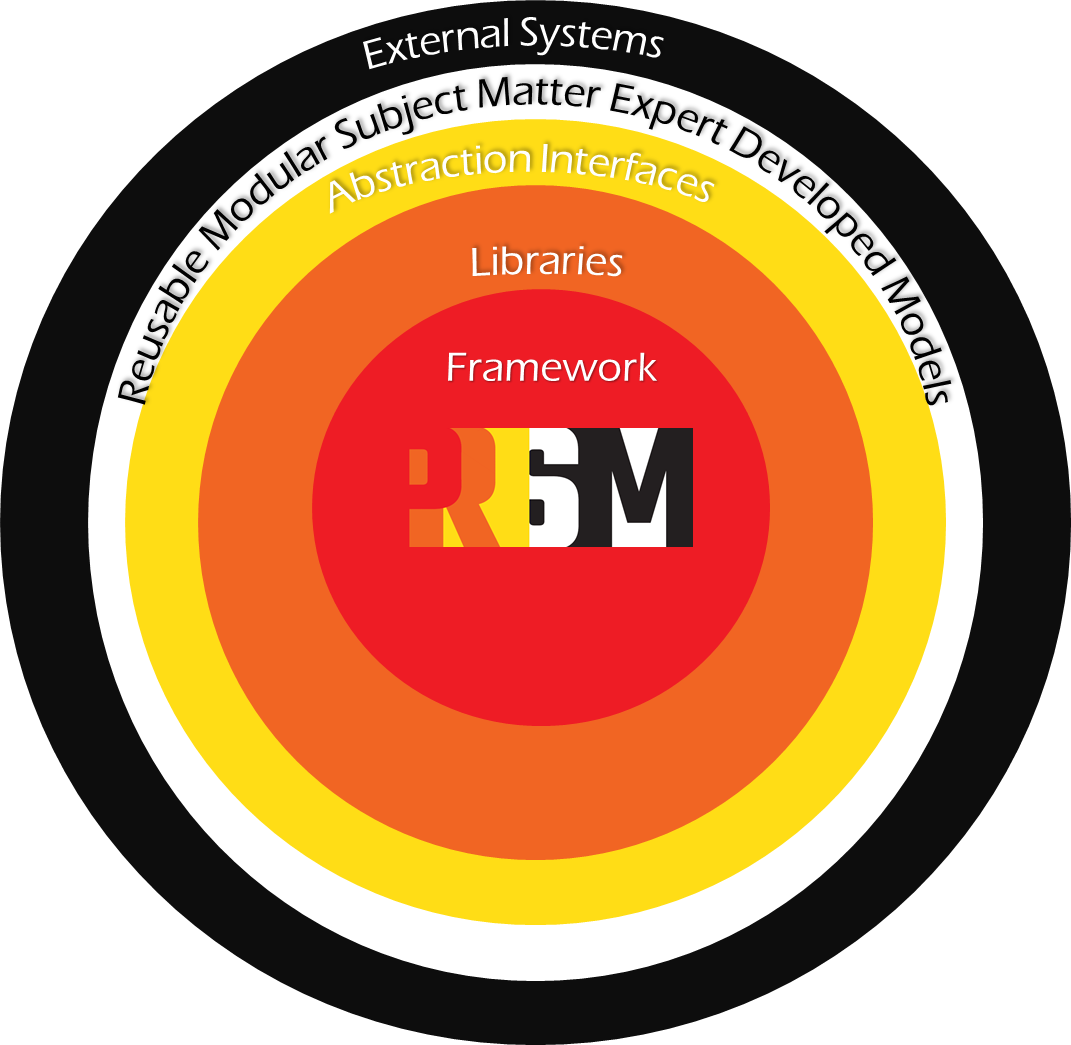 External Systems
Reusable Modular Subject Matter Expert Developed Models
Abstraction Interfaces
Libraries
Framework
PRISM